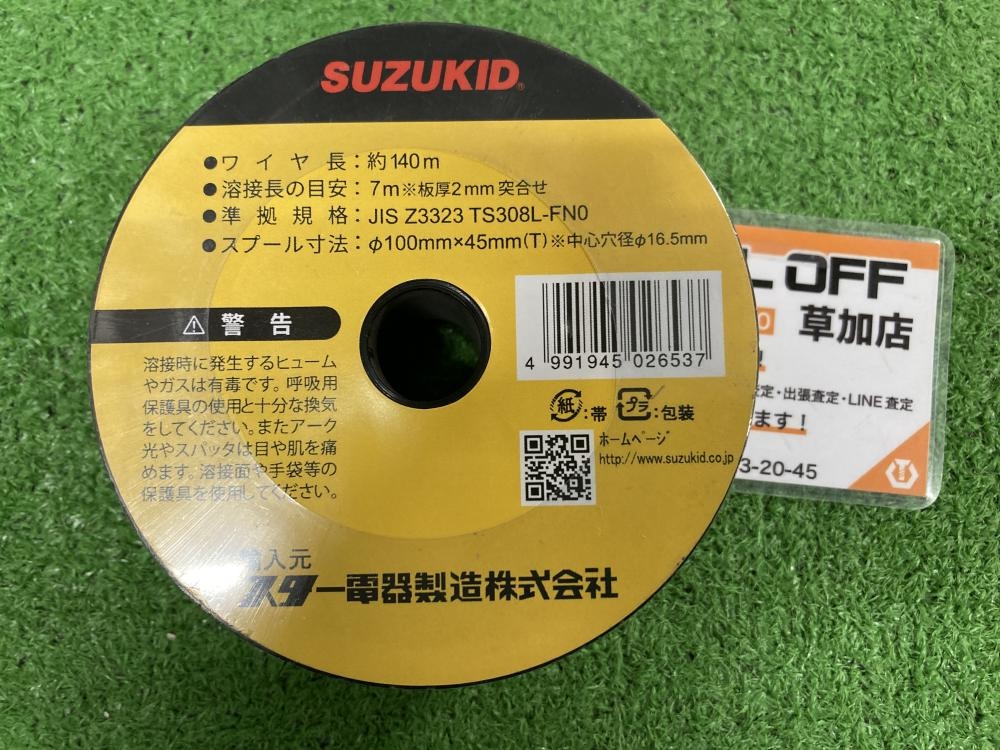 SUZUKID®
●ワイヤ長：約140m
●溶接長の目安：7m※板厚2mm突合せ
●準拠規格：JIS Z3323 TS308L-FN0
●スプール寸法：φ100mm×45mm(T) ※中心穴径φ16.5mm
⚠警告
溶接時に発生するヒューム
やガスは有毒です。呼吸用
保護具の使用と十分な換気
をしてください。またアーク
光やスパッタは目や肌を痛
めます。溶接面や手袋等の
保護具を使用してください。
4 991945 026537
紙：帯 プラ：包装
ホームページ
http://www.suzukid.co.jp
輸入元
スター電器製造株式会社
L OFF
草加店
査定・出張査定・LINE査定
ます！
3-20-45